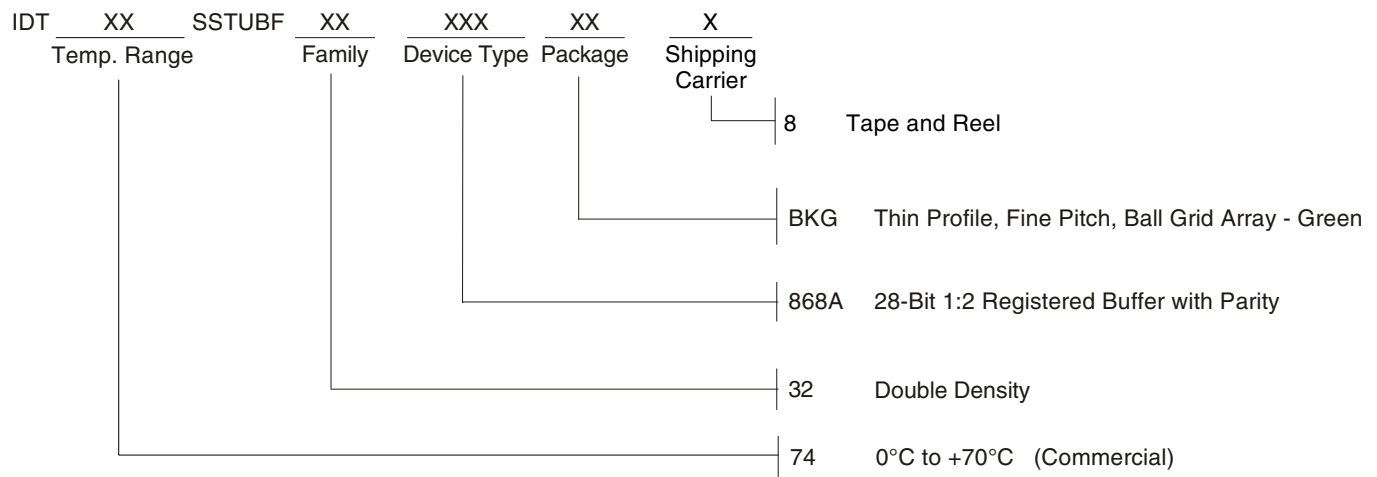 IDT XX SSTUBF XX XXX XX X
Temp. Range Family Device Type Package Shipping
Carrier
8 Tape and Reel
BKG Thin Profile, Fine Pitch, Ball Grid Array - Green
868A 28-Bit 1:2 Registered Buffer with Parity
32 Double Density
74 0°C to +70°C (Commercial)